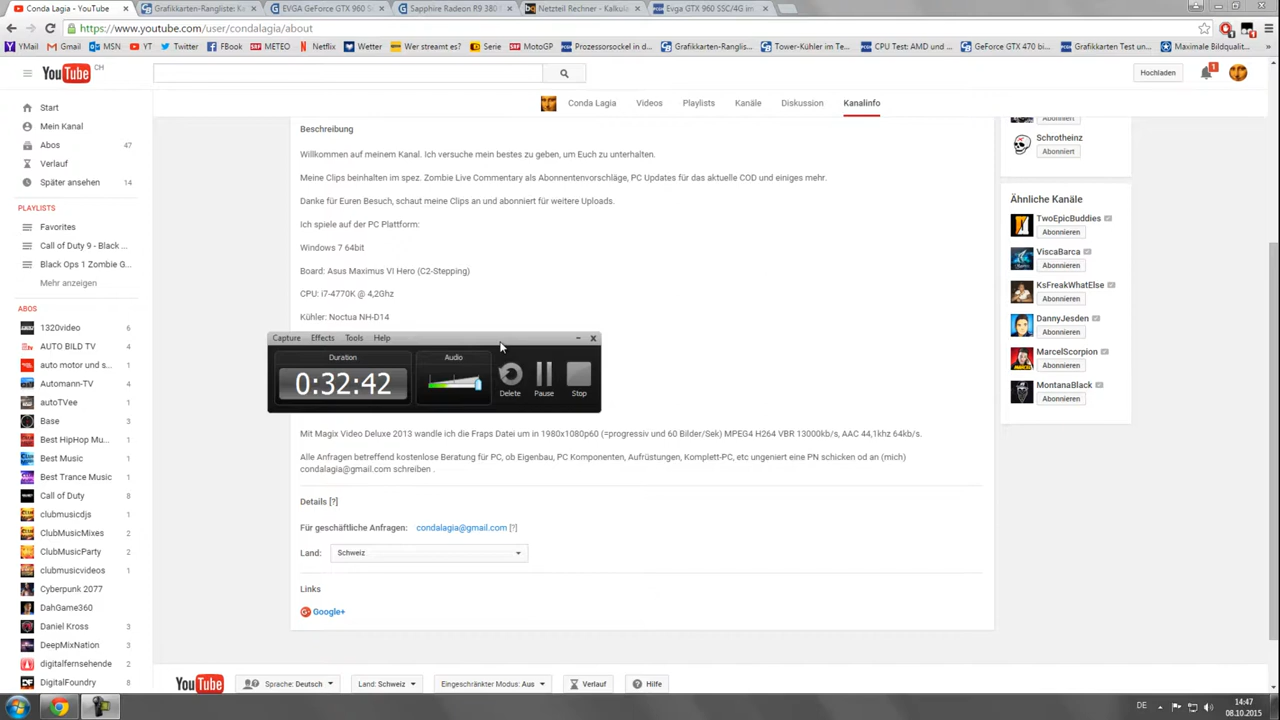 Conda Lagia - YouTube
Grafikkarten-Rangliste: K
EVGA GeForce GTX 960 S
Sapphire Radeon R9 380
Netzteil Rechner - Kalkula
Evga GTX 960 SSC/4G im
https://www.youtube.com/user/condalagia/about
YMail Gmail MSN YT Twitter FBook METEO Netflix Wetter Wer streamt es? Serie MotoGP Prozessorsockel in d Grafikkarten-Ranglis Tower-Kühler im Te CPU Test: AMD und GeForce GTX 470 bi Grafikkarten Test un Maximale Bildqualit
YouTube CH
Hochladen
1
Start
Mein Kanal
Abos 47
Verlauf
Später ansehen 14
PLAYLISTS
Favorites
Call of Duty 9 - Black ...
Black Ops 1 Zombie G...
Mehr anzeigen
ABOS
1320video 6
AUTO BILD TV 4
auto motor und s... 1
Automann-TV 4
autoTVee 4
Base 3
Best HipHop Mu... 1
Best Music 1
Best Trance Music 1
Call of Duty 1
clubmusicdjs 1
ClubMusicMixes 2
ClubMusicParty 2
clubmusicvideos 1
Cyberpunk 2077
DahGame360
Daniel Kross 3
DeepMixNation 3
digitalfernsehende 2
DigitalFoundry 8
Conda Lagia Videos Playlists Kanäle Diskussion Kanalinfo
Beschreibung
Willkommen auf meinem Kanal. Ich versuche mein bestes zu geben, um Euch zu unterhalten.
Meine Clips beinhalten im spez. Zombie Live Commentary als Abonnentenvorschläge, PC Updates für das aktuelle COD und einiges mehr.
Danke für Euren Besuch, schaut meine Clips an und abonniert für weitere Uploads.
Ich spiele auf der PC Plattform:
Windows 7 64bit
Board: Asus Maximus VI Hero (C2-Stepping)
CPU: i7-4770K @ 4,2Ghz
Kühler: Noctua NH-D14
Capture Effects Tools Help
Duration
0:32:42
Audio
Delete Pause Stop
Mit Magix Video Deluxe 2013 wandle ich die Fraps Datei um in 1980x1080p60 (=progressiv und 60 Bilder/Sek) MPEG4 H264 VBR 13000kb/s, AAC 44,1khz 64kb/s.
Alle Anfragen betreffend kostenlose Beratung für PC, ob Eigenbau, PC Komponenten, Aufrüstungen, Komplett-PC, etc ungeniert eine PN schicken od an (mich)
condalagia@gmail.com schreiben .
Details [?]
Für geschäftliche Anfragen: condalagia@gmail.com [?]
Land: Schweiz
Links
Google+
Abonniert
Schrotheinz
Abonniert
Ähnliche Kanäle
TwoEpicBuddies
Abonnieren
ViscaBarca
Abonnieren
KsFreakWhatElse
Abonnieren
DannyJesden
Abonnieren
MarcelScorpion
Abonnieren
MontanaBlack
Abonnieren
YouTube
Sprache: Deutsch
Land: Schweiz
Eingeschränkter Modus: Aus
Verlauf
Hilfe
DE
14:47
08.10.2015